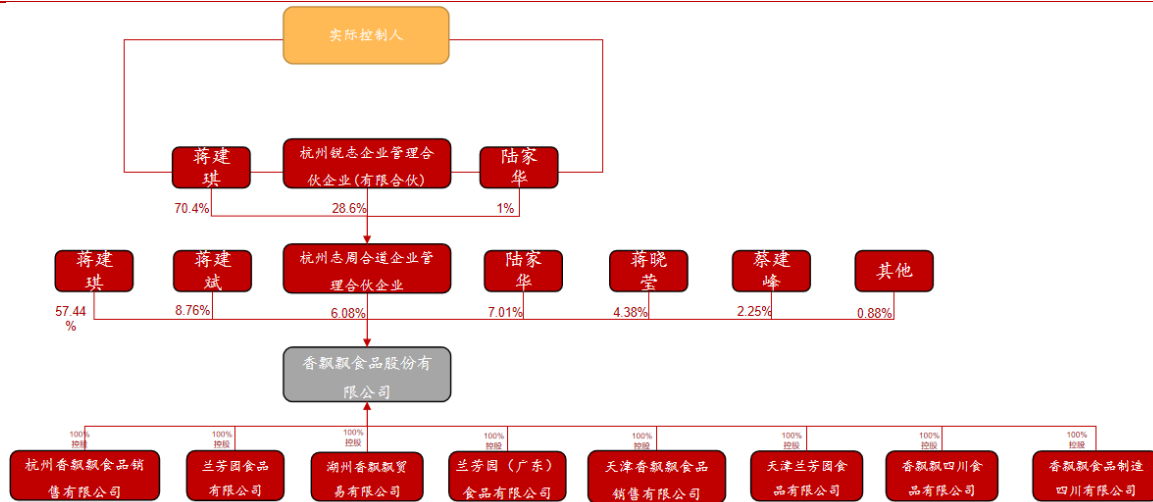 实际控制人
蒋建
琪
杭州锐志企业管理合
伙企业(有限合伙)
陆家
华
70.4%
28.6%
1%
蒋建
琪
蒋建
斌
杭州志周合道企业管
理合伙企业
陆家
华
蒋晓
莹
蔡建
峰
其他
57.44
%
8.76%
6.08%
7.01%
4.38%
2.25%
0.88%
香飘飘食品股份有
限公司
100%
控股
100%
控股
100%
控股
100%
控股
100%
控股
100%
控股
100%
控股
100%
控股
杭州香飘飘食品销
售有限公司
兰芳园食品
有限公司
湖州香飘飘贸
易有限公司
兰芳园（广东）
食品有限公司
天津香飘飘食品
销售有限公司
天津兰芳园食
品有限公司
香飘飘四川食
品有限公司
香飘飘食品制造
四川有限公司